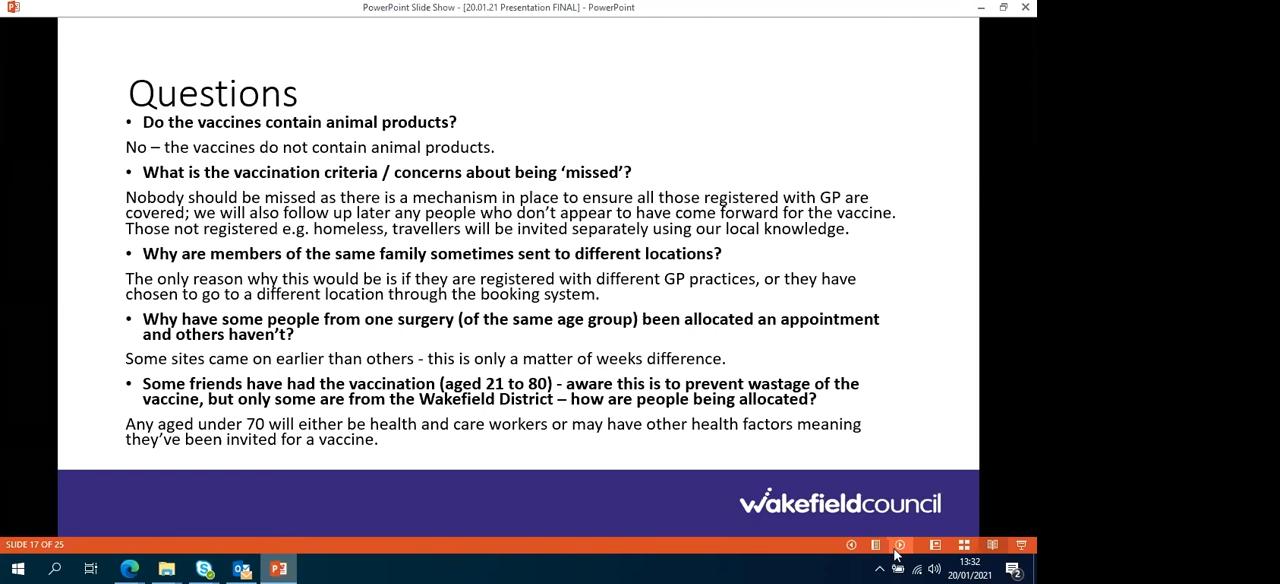 PowerPoint Slide Show - [20.01.21 Presentation FINAL] - PowerPoint
Questions
• Do the vaccines contain animal products?
No – the vaccines do not contain animal products.
• What is the vaccination criteria / concerns about being ‘missed’?
Nobody should be missed as there is a mechanism in place to ensure all those registered with GP are
covered; we will also follow up later any people who don’t appear to have come forward for the vaccine.
Those not registered e.g. homeless, travellers will be invited separately using our local knowledge.
• Why are members of the same family sometimes sent to different locations?
The only reason why this would be is if they are registered with different GP practices, or they have
chosen to go to a different location through the booking system.
• Why have some people from one surgery (of the same age group) been allocated an appointment
and others haven’t?
Some sites came on earlier than others - this is only a matter of weeks difference.
• Some friends have had the vaccination (aged 21 to 80) - aware this is to prevent wastage of the
vaccine, but only some are from the Wakefield District – how are people being allocated?
Any aged under 70 will either be health and care workers or may have other health factors meaning
they’ve been invited for a vaccine.
wakefieldcouncil
SLIDE 17 OF 25
13:32
20/01/2021
2